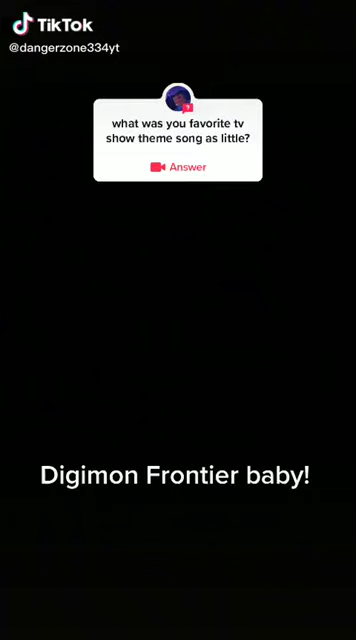 TikTok
@dangerzone334yt
what was you favorite tv
show theme song as little?
Answer
Digimon Frontier baby!